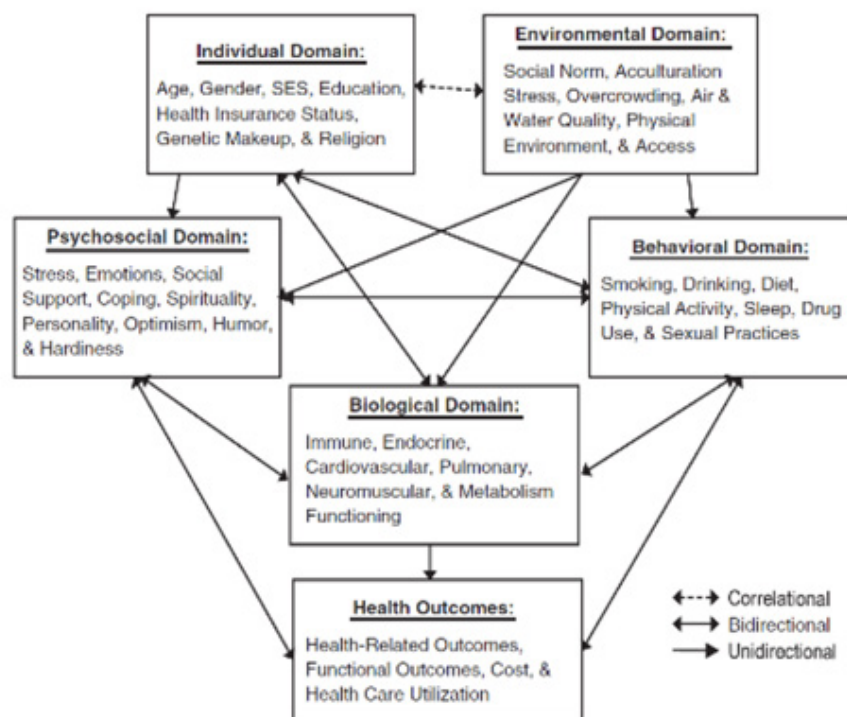 Individual Domain:
Age, Gender, SES, Education,
Health Insurance Status,
Genetic Makeup, & Religion
Environmental Domain:
Social Norm, Acculturation
Stress, Overcrowding, Air &
Water Quality, Physical
Environment, & Access
Psychosocial Domain:
Stress, Emotions, Social
Support, Coping, Spirituality,
Personality, Optimism, Humor,
& Hardiness
Behavioral Domain:
Smoking, Drinking, Diet,
Physical Activity, Sleep, Drug
Use, & Sexual Practices
Biological Domain:
Immune, Endocrine,
Cardiovascular, Pulmonary,
Neuromuscular, & Metabolism
Functioning
Health Outcomes:
Health-Related Outcomes,
Functional Outcomes, Cost, &
Health Care Utilization
Correlational
Bidirectional
Unidirectional